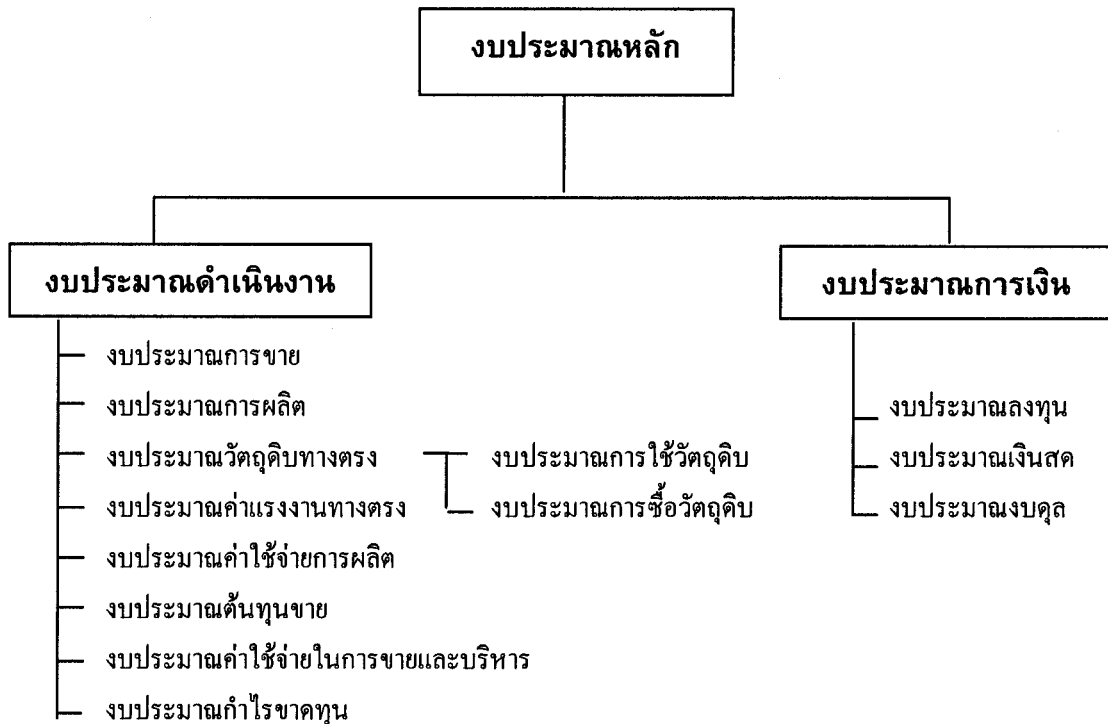 งบประมาณหลัก
งบประมาณดำเนินงาน
งบประมาณการขาย
งบประมาณการผลิต
งบประมาณวัตถุดิบทางตรง
งบประมาณการใช้วัตถุดิบ
งบประมาณการซื้อวัตถุดิบ
งบประมาณค่าแรงงานทางตรง
งบประมาณค่าใช้จ่ายการผลิต
งบประมาณต้นทุนขาย
งบประมาณค่าใช้จ่ายในการขายและบริหาร
งบประมาณกำไรขาดทุน
งบประมาณการเงิน
งบประมาณลงทุน
งบประมาณเงินสด
งบประมาณงบดุล